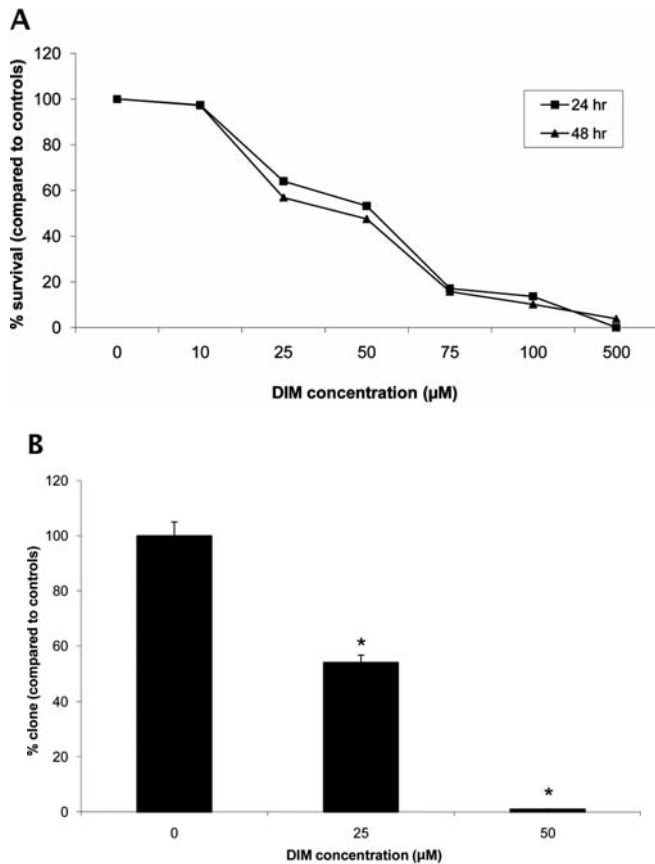 A
120
100
80
60
40
20
0
% survival (compared to controls)
24 hr
48 hr
0 10 25 50 75 100 500
DIM concentration (µM)
B
120
100
80
60
40
20
0
% clone (compared to controls)
*
*
0 25 50
DIM concentration (µM)